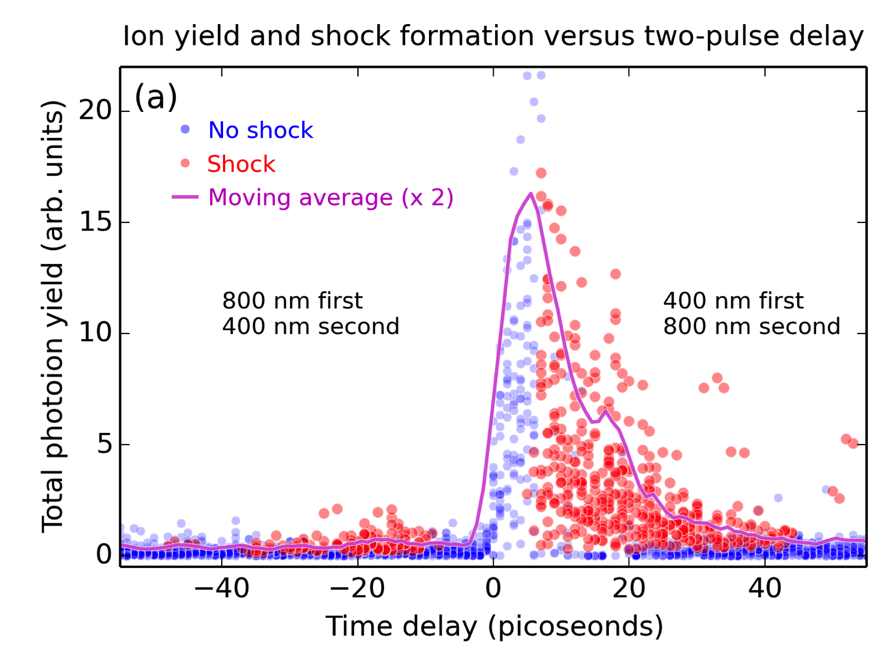 Ion yield and shock formation versus two-pulse delay
(a)
No shock
Shock
Moving average (x 2)
800 nm first
400 nm second
400 nm first
800 nm second
Total photoion yield (arb. units)
20
15
10
5
0
−40
−20
0
20
40
Time delay (picoseonds)